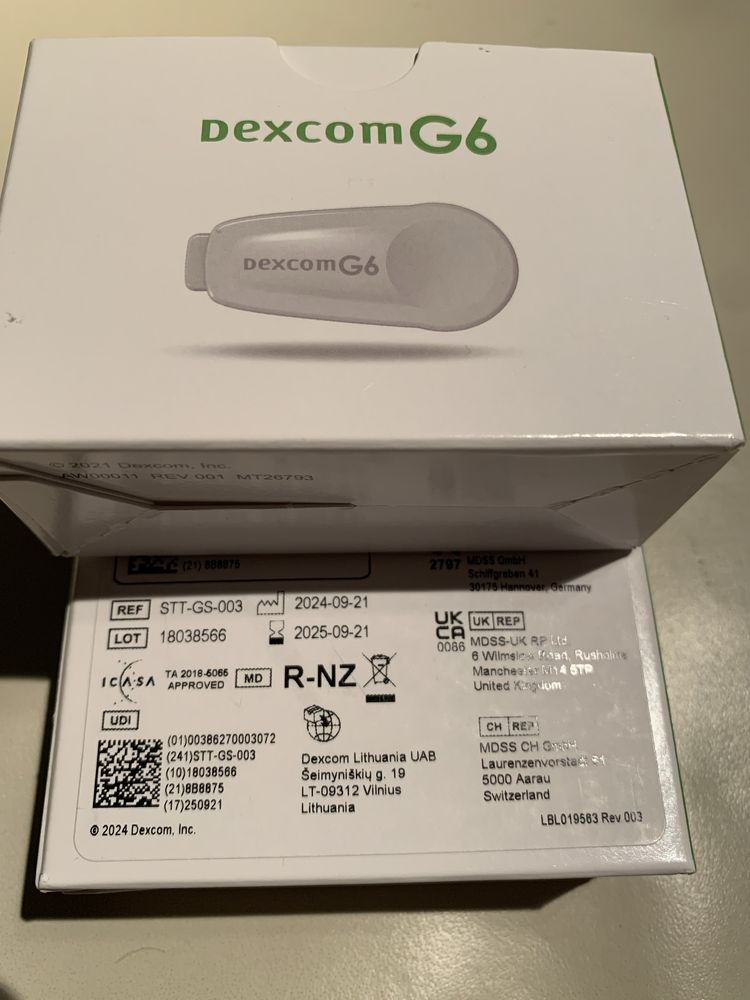 Dexcom G6
Dexcom G6
© 2021 Dexcom, Inc.
AW00011 REV 001 MT26793
(21) 8B8875
2797
MDSS GmbH
Schiffgraben 41
30175 Hannover, Germany
REF STT-GS-003 2024-09-21
LOT 18038566 2025-09-21
UK CA 0086
UK REP
MDSS-UK RP Ltd
6 Wilmslow Road, Rusholme
Manchester M14 5TP
United Kingdom
ICASA TA 2018-5065 APPROVED MD R-NZ
UDI
(01)00386270003072
(241)STT-GS-003
(10)18038566
(21)8B8875
(17)250921
Dexcom Lithuania UAB
Šeimyniškių g. 19
LT-09312 Vilnius
Lithuania
CH REP
MDSS CH GmbH
Laurenzenvorstadt 61
5000 Aarau
Switzerland
© 2024 Dexcom, Inc.
LBL019563 Rev 003